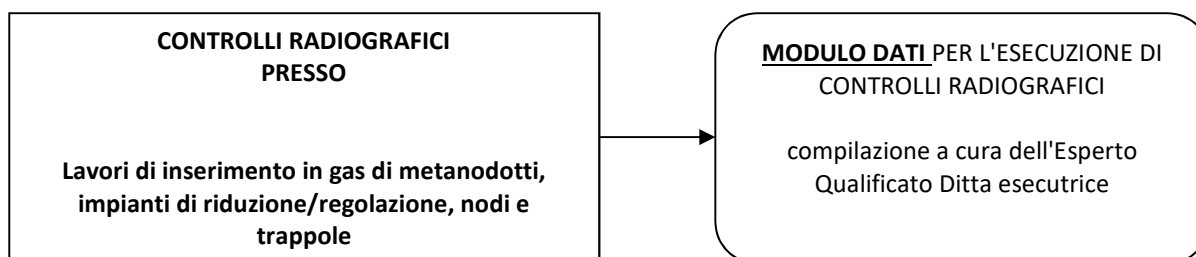 CONTROLLI RADIOGRAFICI
PRESSO
Lavori di inserimento in gas di metanodotti,
impianti di riduzione/regolazione, nodi e
trappole
MODULO DATI PER L'ESECUZIONE DI
CONTROLLI RADIOGRAFICI
compilazione a cura dell'Esperto
Qualificato Ditta esecutrice